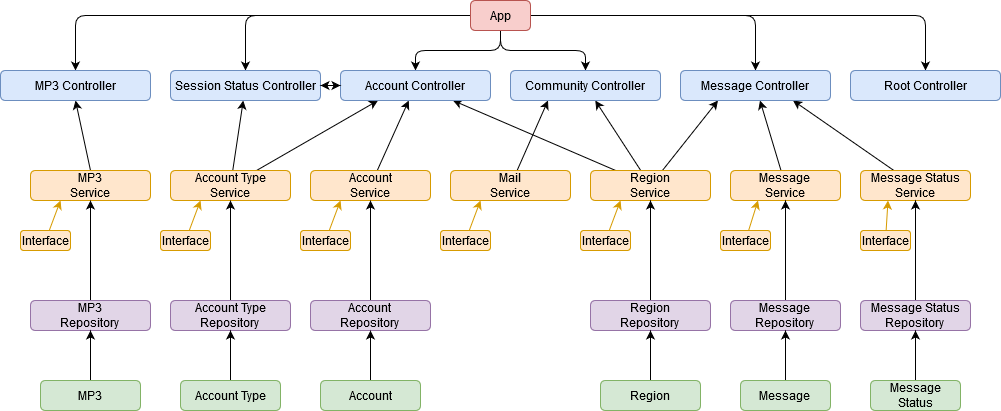 App
MP3 Controller
Session Status Controller
Account Controller
Community Controller
Message Controller
Root Controller
MP3
Service
Account Type
Service
Account
Service
Mail
Service
Region
Service
Message
Service
Message Status
Service
Interface
Interface
Interface
Interface
Interface
Interface
Interface
MP3
Repository
Account Type
Repository
Account
Repository
Region
Repository
Message
Repository
Message Status
Repository
MP3
Account Type
Account
Region
Message
Message
Status